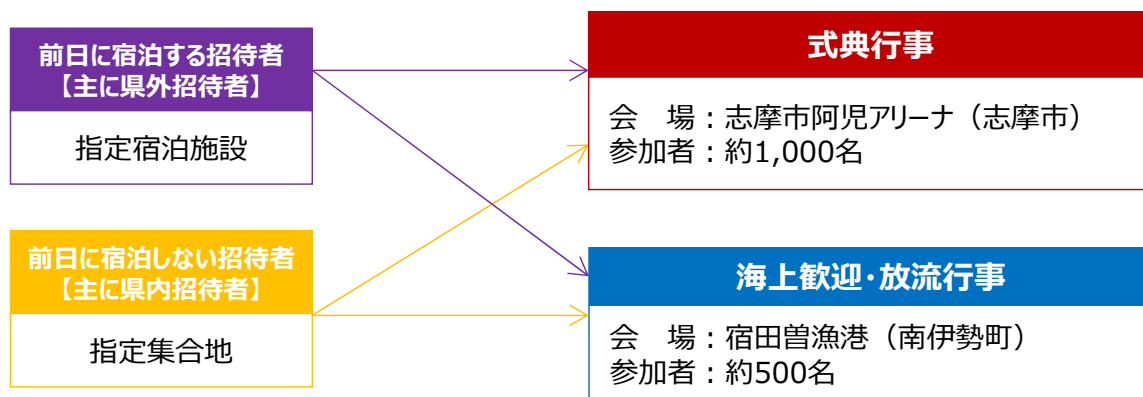 前日に宿泊する招待者
【主に県外招待者】
指定宿泊施設
前日に宿泊しない招待者
【主に県内招待者】
指定集合地
式典行事
会　場：志摩市阿児アリーナ（志摩市）
参加者：約1,000名
海上歓迎・放流行事
会　場：宿田曽漁港（南伊勢町）
参加者：約500名